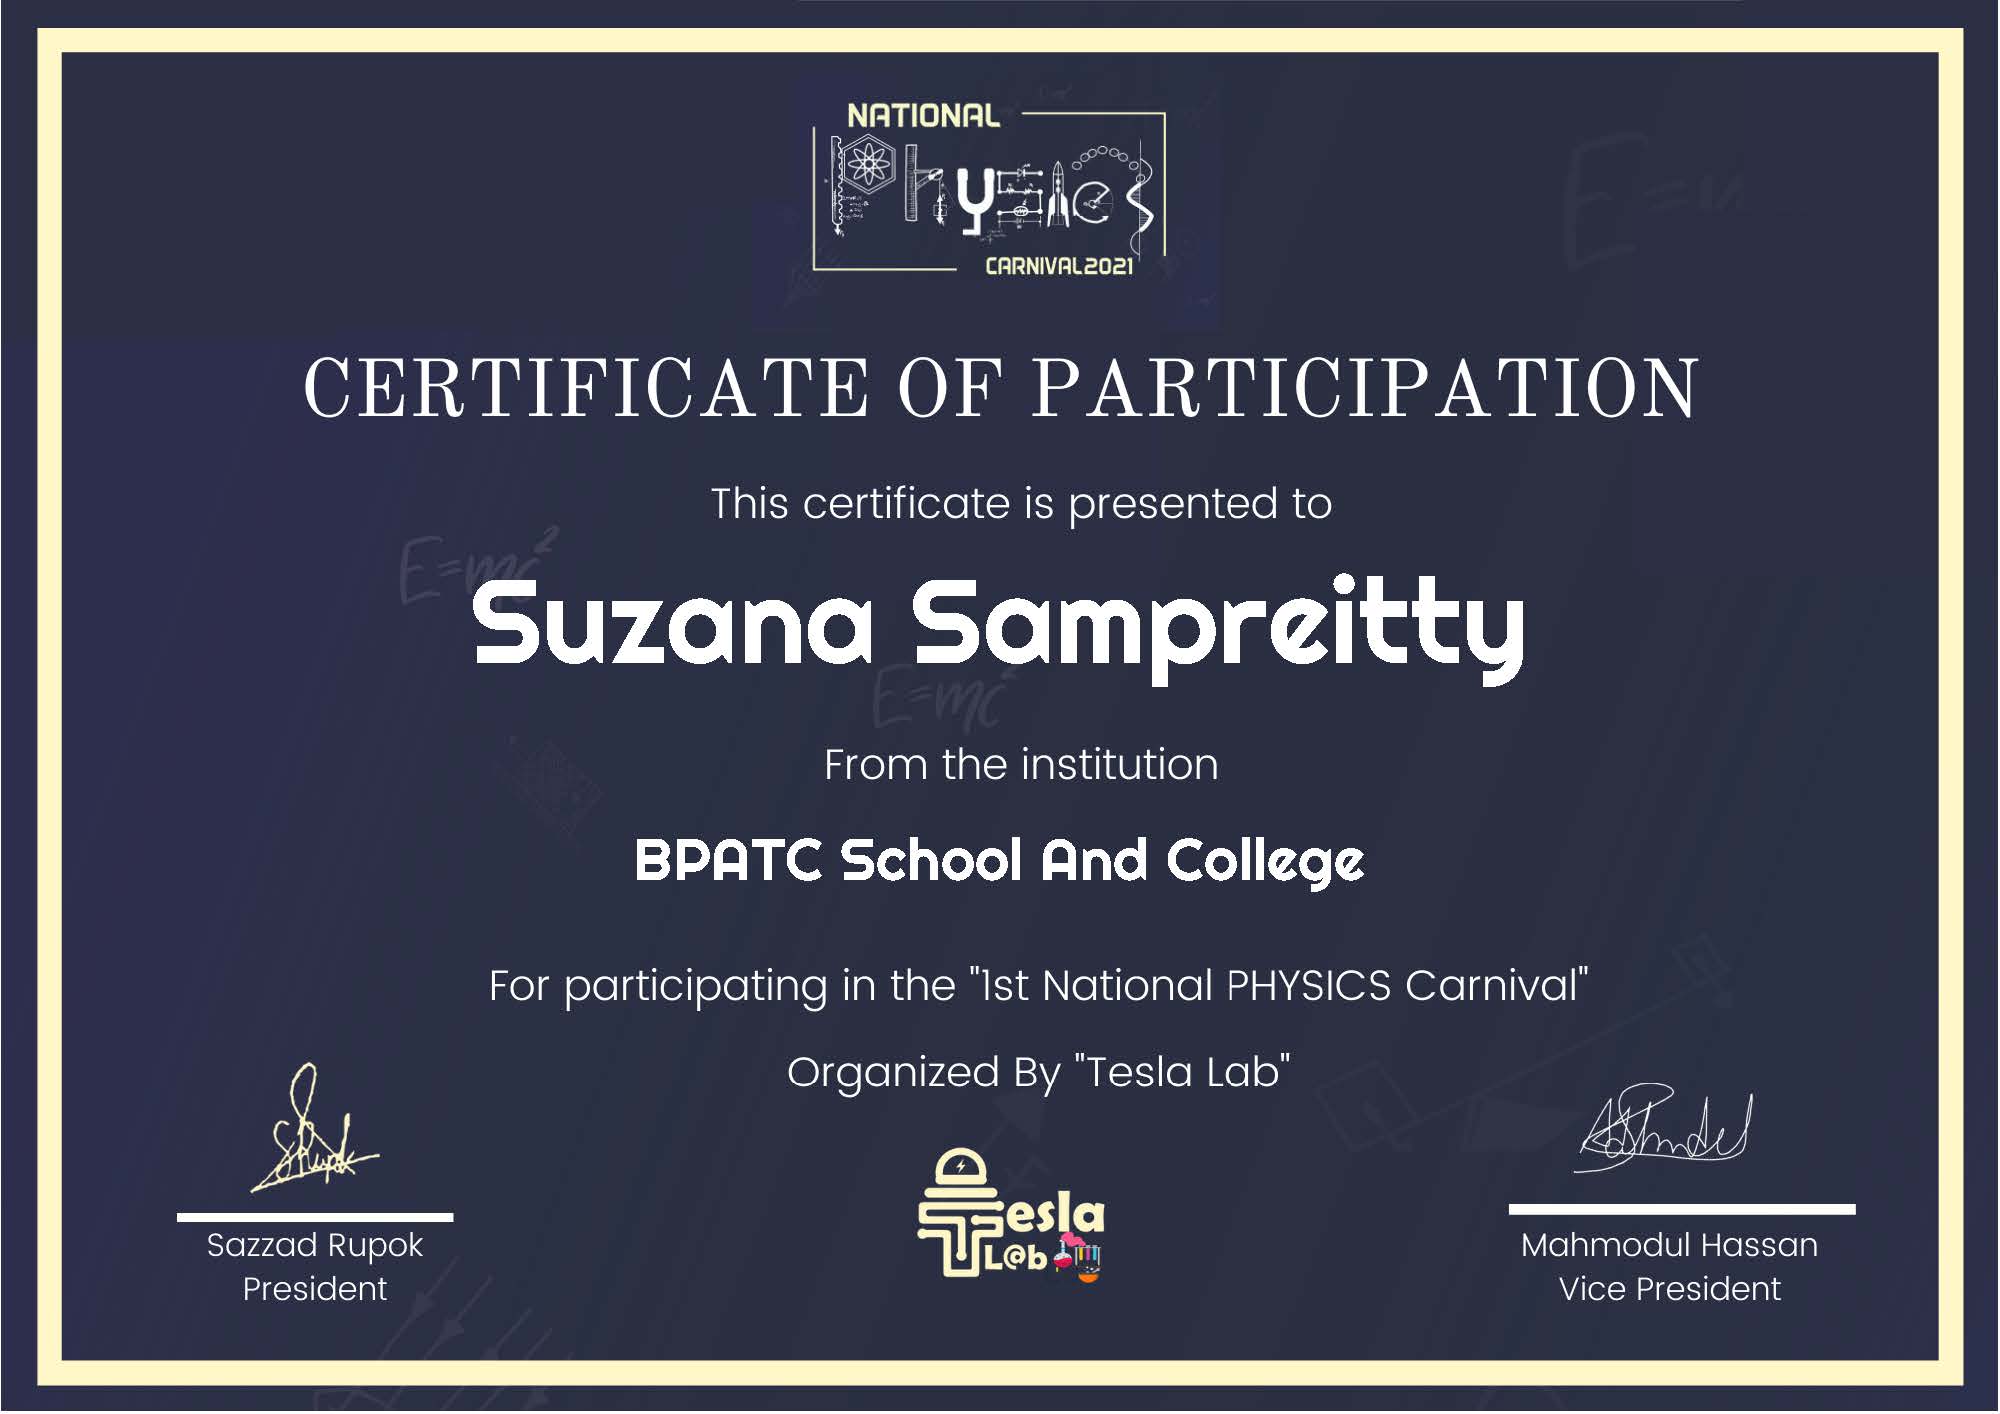 NATIONAL
PhysICS
CARNIVAL2021
CERTIFICATE OF PARTICIPATION
This certificate is presented to
E=mc²
Suzana Sampreitty
E=mc²
From the institution
BPATC School And College
For participating in the "1st National PHYSICS Carnival"
Organized By "Tesla Lab"
Tesla
L@b
Sazzad Rupok
President
Mahmodul Hassan
Vice President